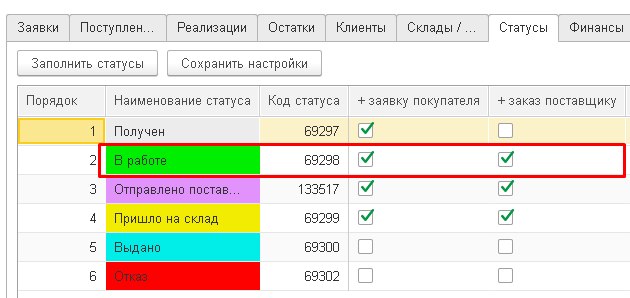 Заявки Поступлен... Реализации Остатки Клиенты Склады / ... Статусы Финансы
Заполнить статусы Сохранить настройки
Порядок Наименование статуса Код статуса + заявку покупателя + заказ поставщику
1 Получен 69297
2 В работе 69298
3 Отправлено постав... 133517
4 Пришло на склад 69299
5 Выдано 69300
6 Отказ 69302